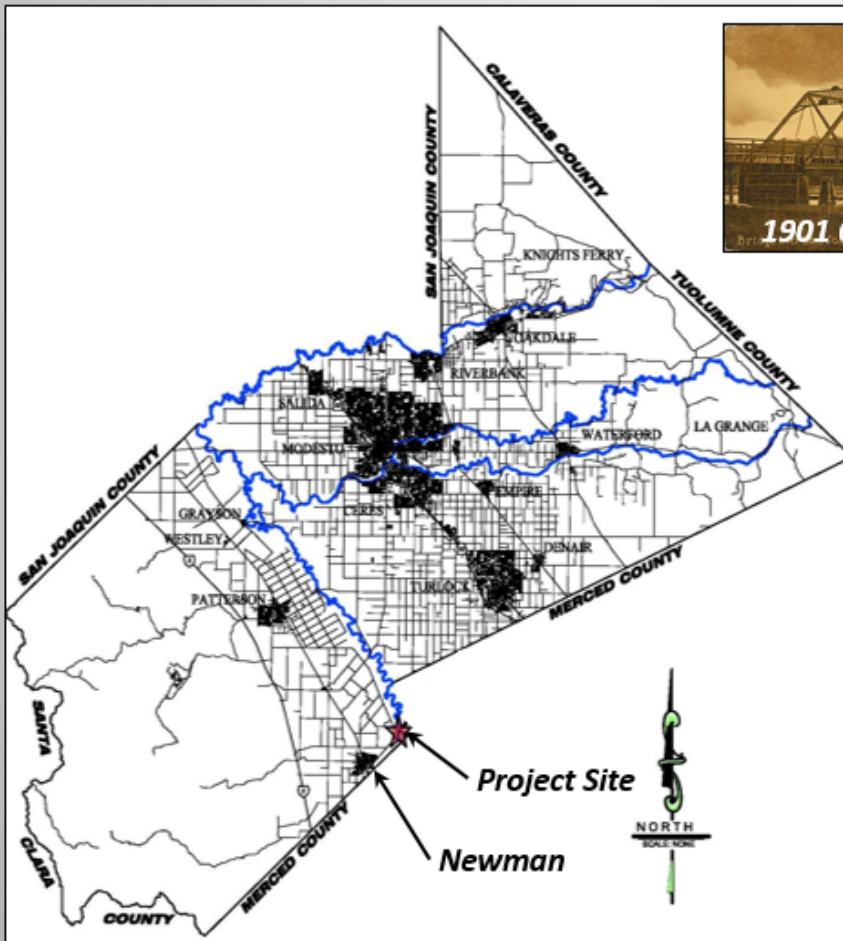 CALAVERAS COUNTY
SAN JOAQUIN COUNTY
1901
KNIGHTS FERRY
TUOLUMNE COUNTY
OAKDALE
RIVERBANK
SALIDA
MODESTO
WATERFORD
LA GRANGE
EMPIRE
CERES
SAN JOAQUIN COUNTY
GRAYSON
WESTLEY
DENAIR
TURLOCK
MERCED COUNTY
PATTERSON
SANTA
CLARA
COUNTY
Project Site
Newman
MERCED COUNTY
NORTH
SCALE: NONE